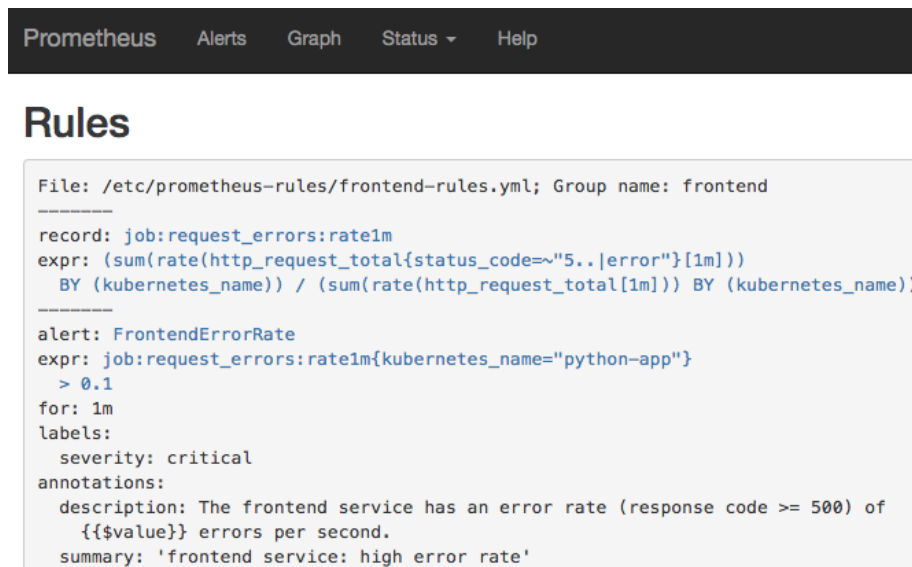 Prometheus Alerts Graph Status Help
Rules
File: /etc/prometheus-rules/frontend-rules.yml; Group name: frontend
-------
record: job:request_errors:rate1m
expr: (sum(rate(http_request_total{status_code=~"5..|error"}[1m]))
  BY (kubernetes_name)) / (sum(rate(http_request_total[1m])) BY (kubernetes_name))
-------
alert: FrontendErrorRate
expr: job:request_errors:rate1m{kubernetes_name="python-app"}
  > 0.1
for: 1m
labels:
  severity: critical
annotations:
  description: The frontend service has an error rate (response code >= 500) of
    {{$value}} errors per second.
  summary: 'frontend service: high error rate'